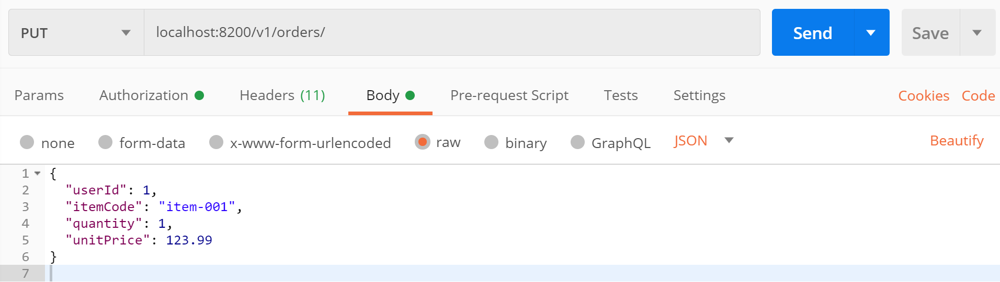 PUT localhost:8200/v1/orders/ Send Save
Params Authorization Headers (11) Body Pre-request Script Tests Settings Cookies Code
none form-data x-www-form-urlencoded raw binary GraphQL JSON Beautify
1 {
2 "userId": 1,
3 "itemCode": "item-001",
4 "quantity": 1,
5 "unitPrice": 123.99
6 }
7